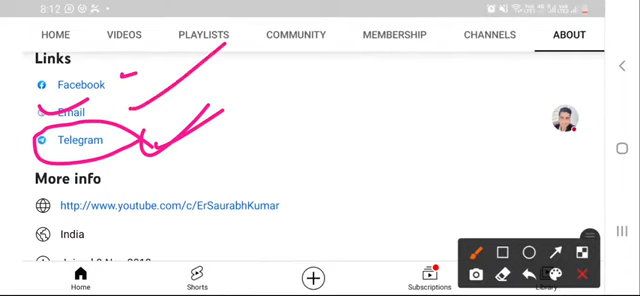 8:12
HOME VIDEOS PLAYLISTS COMMUNITY MEMBERSHIP CHANNELS ABOUT
Links
Facebook
Email
Telegram
More info
http://www.youtube.com/c/ErSaurabhKumar
India
Home Shorts Subscriptions Library